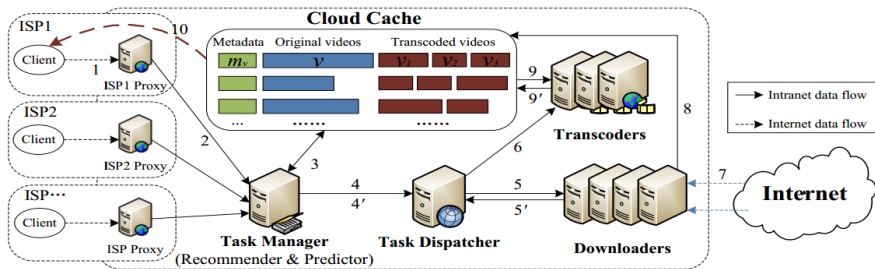 Cloud Cache
ISP1
Client
1
ISP1 Proxy
10
Metadata
Original videos
Transcoded videos
mv
v
v1
v2
v3
...
......
......
9
9′
Transcoders
8
Intranet data flow
Internet data flow
ISP2
Client
ISP2 Proxy
2
3
6
ISP...
Client
ISP Proxy
4
4′
5
5′
7
Internet
Task Manager
(Recommender & Predictor)
Task Dispatcher
Downloaders